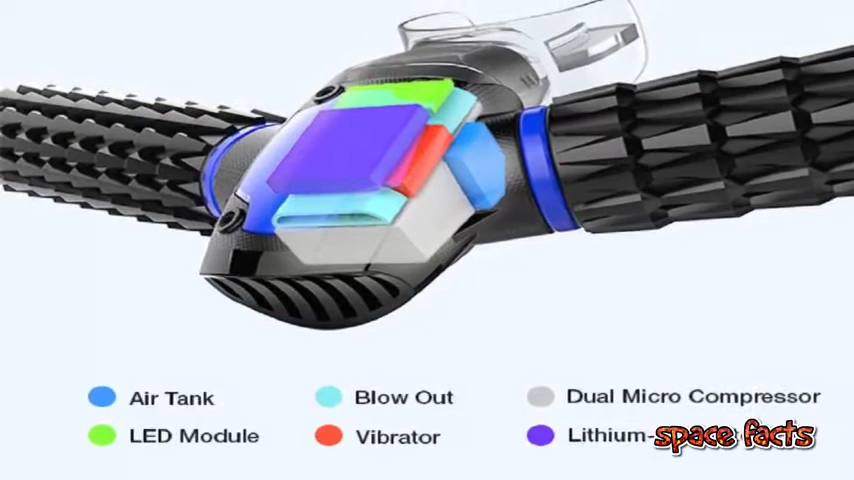 Air Tank
Blow Out
Dual Micro Compressor
LED Module
Vibrator
Lithium-
space facts